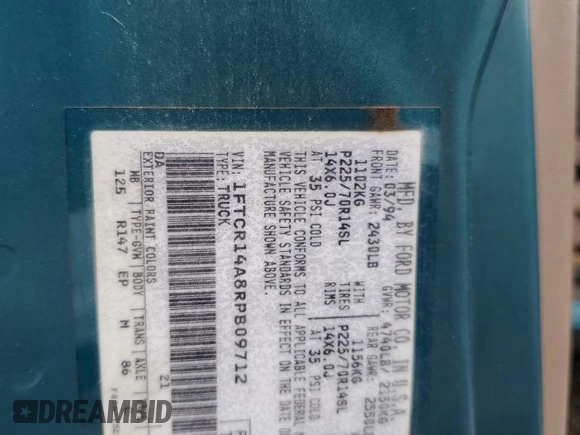 MFD. BY FORD MOTOR CO. IN U.S.A.
DATE: 03/94 GVWR: 4740LB/ 2150KG
FRONT GAWR: 2430LB REAR GAWR: 2550LB
1102KG WITH 1156KG
P225/70R14SL TIRES P225/70R14SL
14X6.0J RIMS 14X6.0J
AT 35 PSI COLD AT 35 PSI COLD
THIS VEHICLE CONFORMS TO ALL APPLICABLE FEDERAL
VEHICLE SAFETY STANDARDS IN EFFECT ON THE DATE
MANUFACTURE SHOWN ABOVE.
VIN: 1FTCR14A8RPB09712
TYPE: TRUCK
21
DA
EXTERIOR PAINT COLORS
WB TYPE-GVW BODY TRANS AXLE
125 R147 EP M 86
DREAMBID